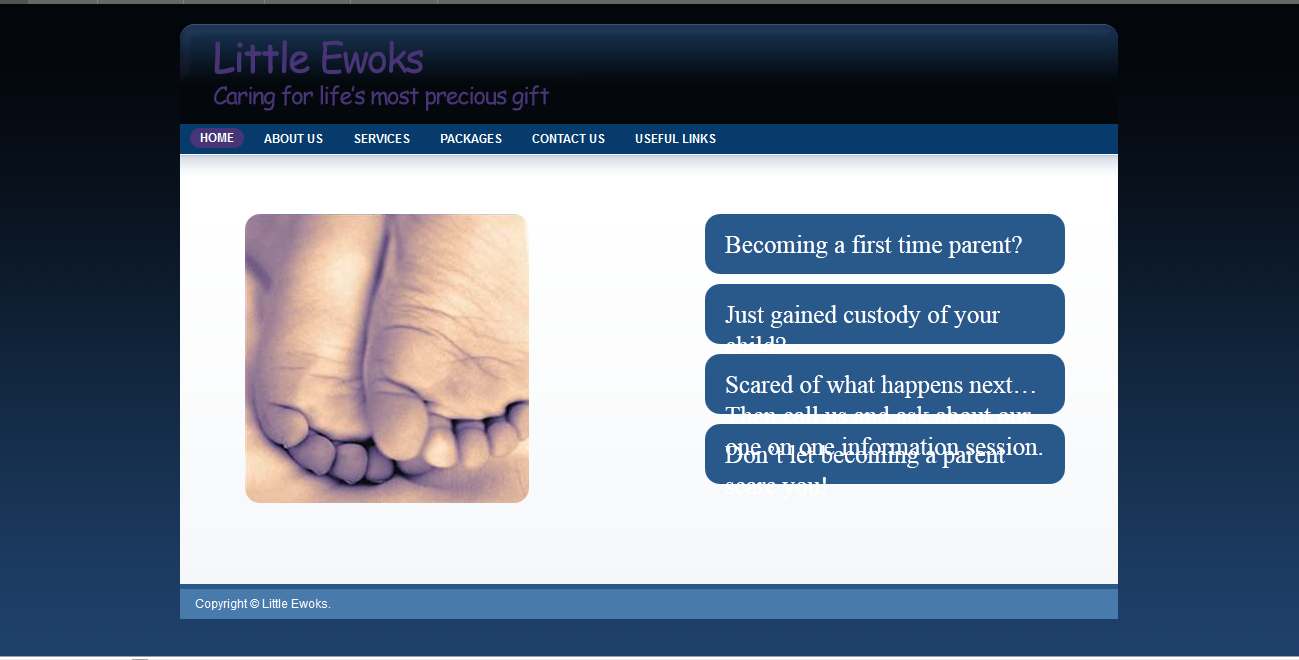 Little Ewoks
Caring for life's most precious gift
HOME ABOUT US SERVICES PACKAGES CONTACT US USEFUL LINKS
Becoming a first time parent?
Just gained custody of your
child?
Scared of what happens next…
Then call us and ask about our
one on one information session.
Don't let becoming a parent
scare you!
Copyright © Little Ewoks.